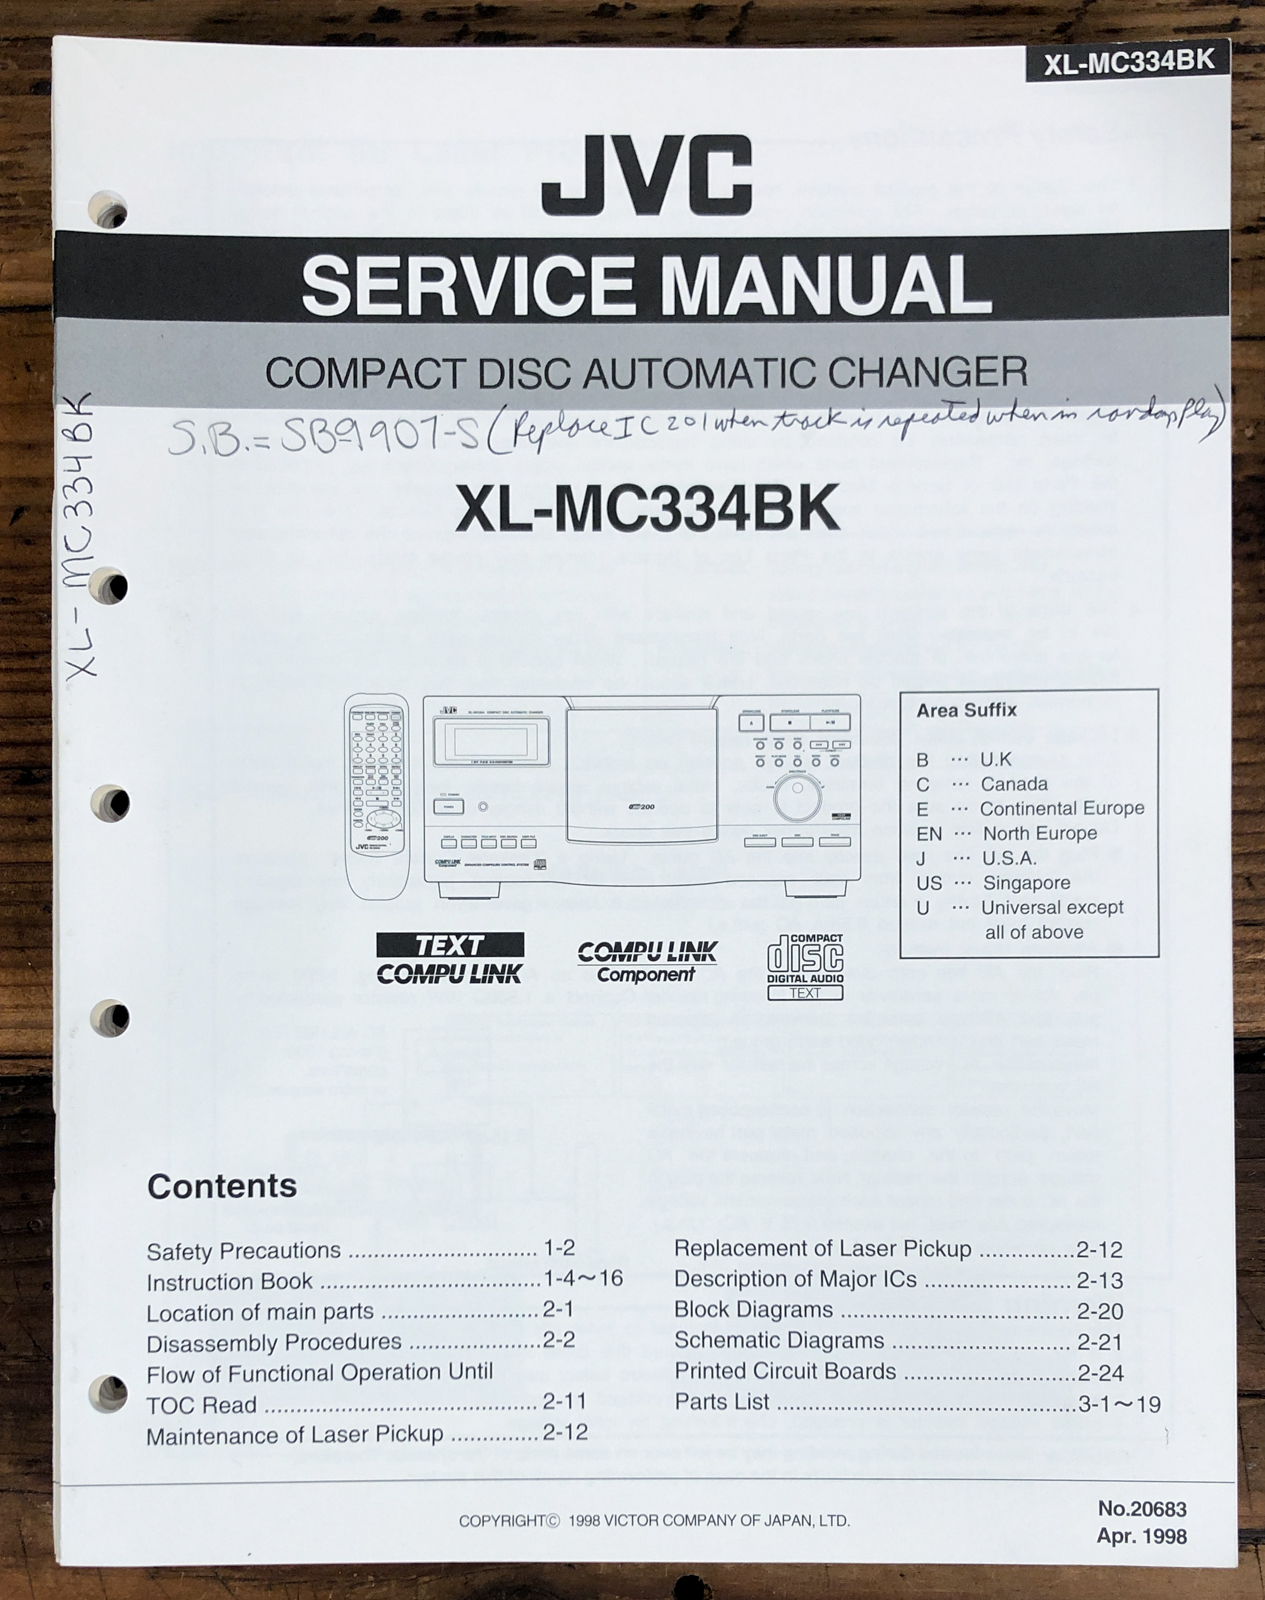 XL-MC334BK
JVC
SERVICE MANUAL
COMPACT DISC AUTOMATIC CHANGER
S.B.= SB9907-S (Replace IC 201 when track is repeated when in random play)
XL-MC334BK
XL-MC334BK
JVC
200
JVC
200
COMPU LINK
Area Suffix
B ··· U.K
C ··· Canada
E ··· Continental Europe
EN ··· North Europe
J ··· U.S.A.
US ··· Singapore
U ··· Universal except
all of above
TEXT
COMPU LINK
COMPU LINK
Component
COMPACT
disc
DIGITAL AUDIO
TEXT
Contents
Safety Precautions ............................. 1-2
Instruction Book ..................................1-4~16
Location of main parts ........................2-1
Disassembly Procedures ....................2-2
Flow of Functional Operation Until
TOC Read .......................................... 2-11
Maintenance of Laser Pickup ..............2-12
Replacement of Laser Pickup ...............2-12
Description of Major ICs ....................... 2-13
Block Diagrams .................................... 2-20
Schematic Diagrams ............................ 2-21
Printed Circuit Boards ...........................2-24
Parts List ..............................................3-1~19
COPYRIGHT© 1998 VICTOR COMPANY OF JAPAN, LTD.
No.20683
Apr. 1998